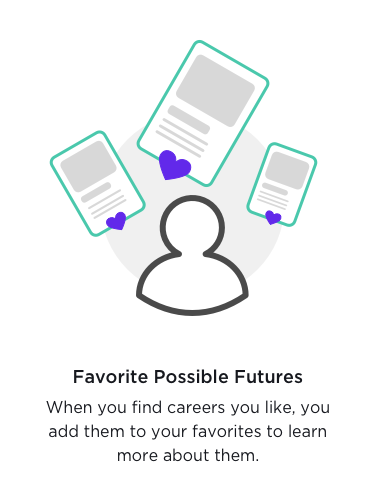 Favorite Possible Futures
When you find careers you like, you
add them to your favorites to learn
more about them.